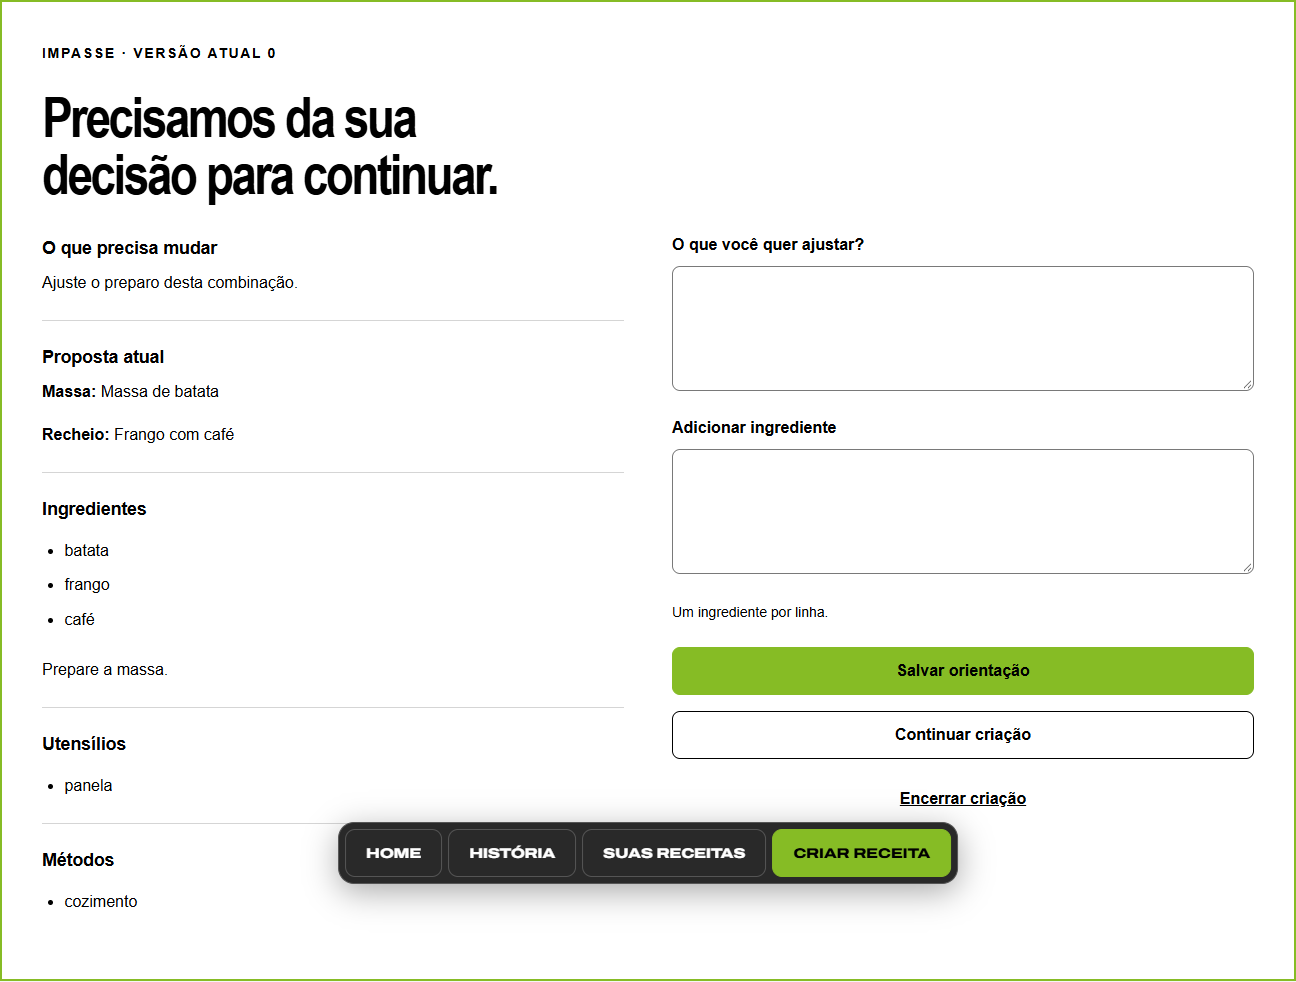 IMPASSE · VERSÃO ATUAL 0
Precisamos da sua
decisão para continuar.
O que precisa mudar
Ajuste o preparo desta combinação.
Proposta atual
Massa: Massa de batata
Recheio: Frango com café
Ingredientes
• batata
• frango
• café
Prepare a massa.
Utensílios
• panela
Métodos
• cozimento
O que você quer ajustar?
Adicionar ingrediente
Um ingrediente por linha.
Salvar orientação
Continuar criação
Encerrar criação
HOME
HISTÓRIA
SUAS RECEITAS
CRIAR RECEITA